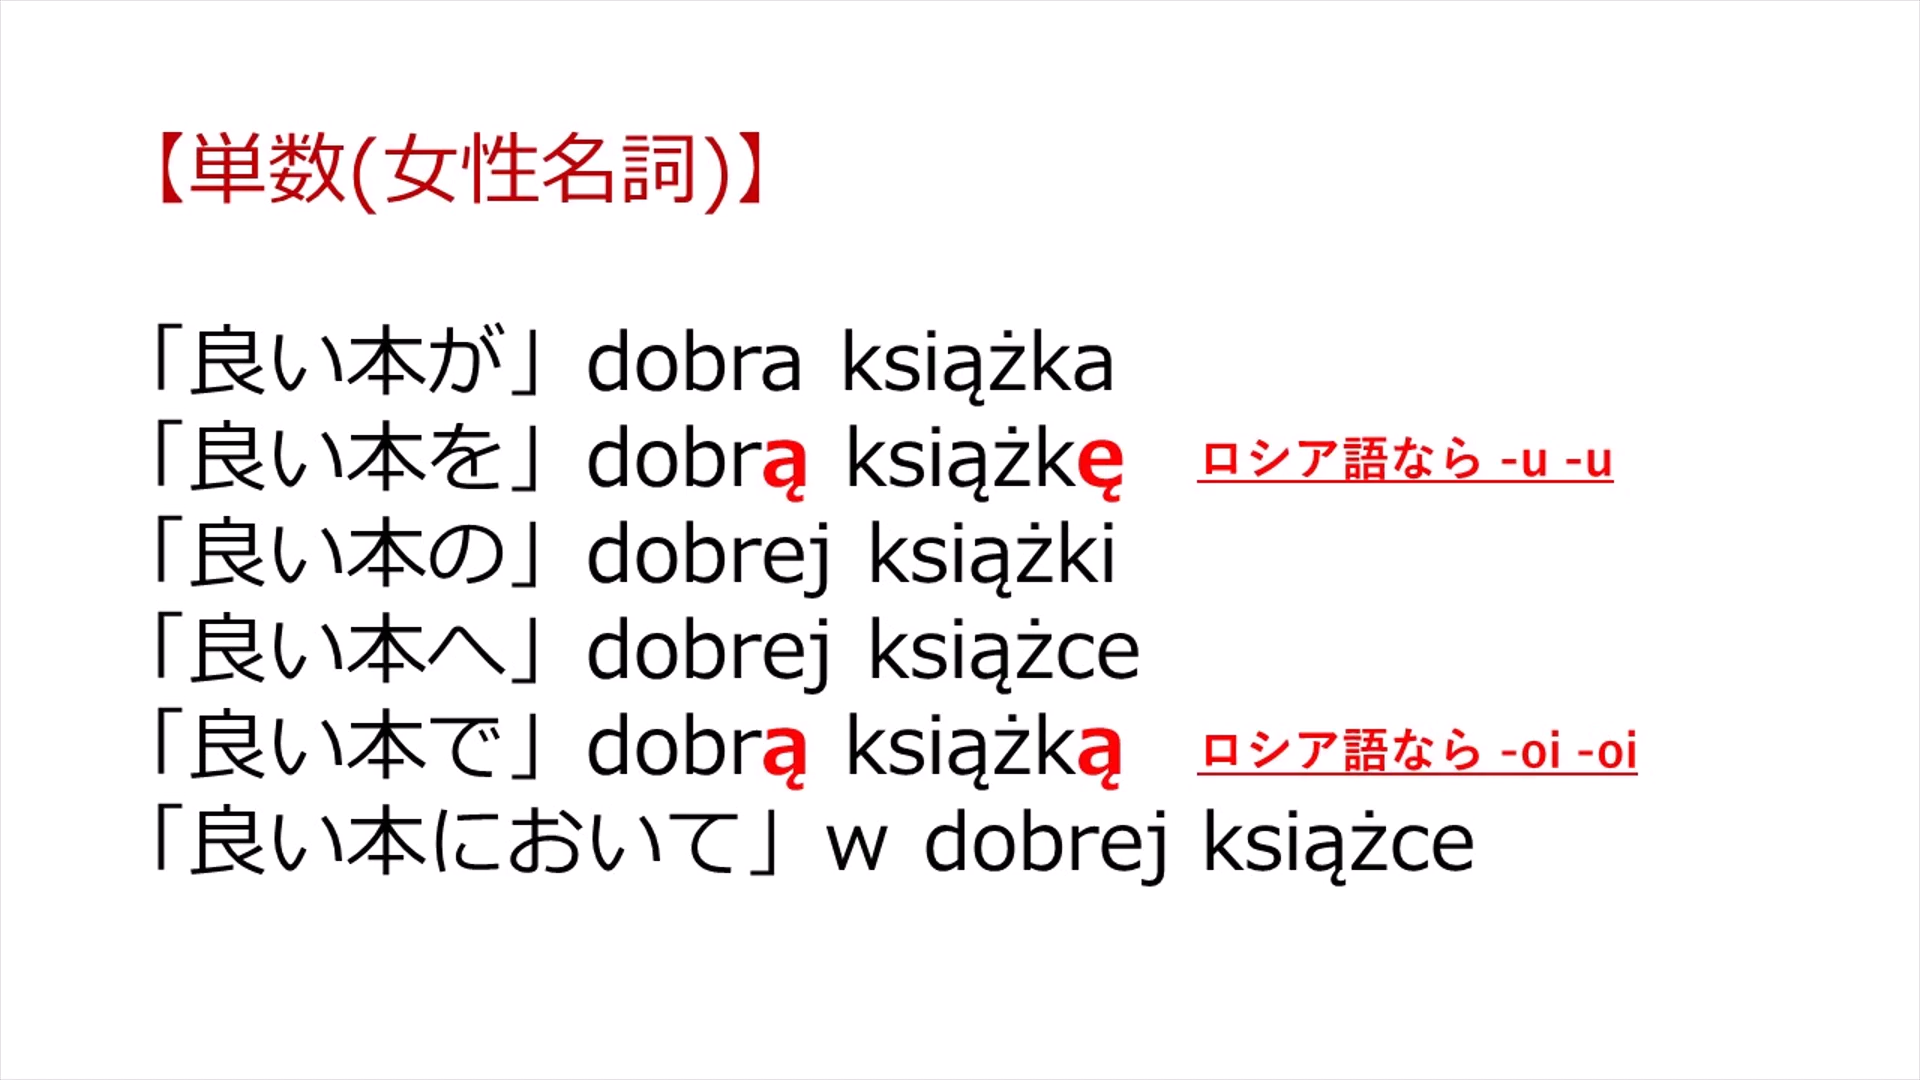 【単数(女性名詞)】
「良い本が」dobra książka
「良い本を」dobrą książkę ロシア語なら -u -u
「良い本の」dobrej książki
「良い本へ」dobrej książce
「良い本で」dobrą książką ロシア語なら -oi -oi
「良い本において」w dobrej książce